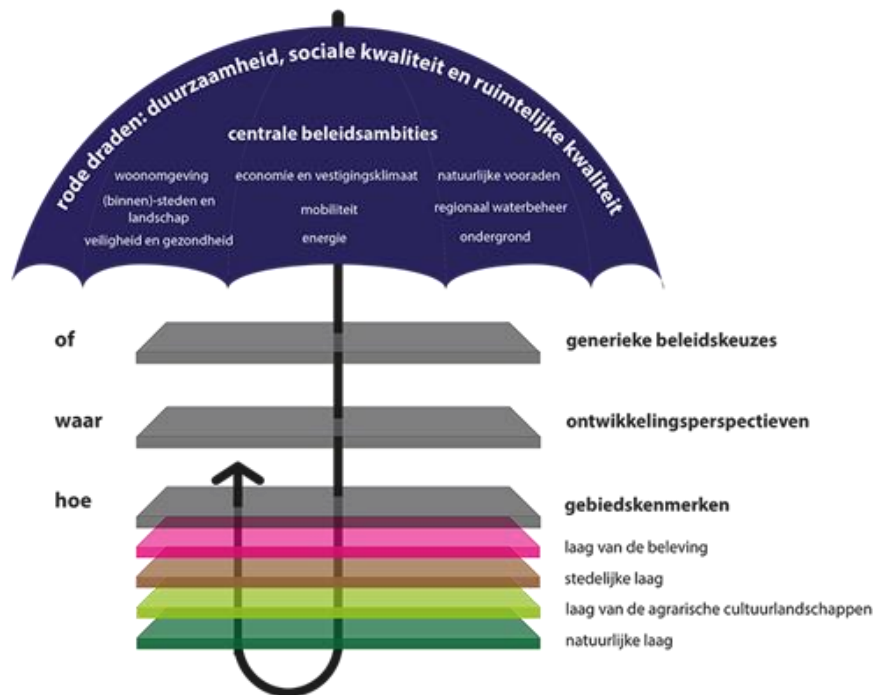 rode draden: duurzaamheid, sociale kwaliteit en ruimtelijke kwaliteit
centrale beleidsambities
woonomgeving
(binnen)-steden en
landschap
veiligheid en gezondheid
economie en vestigingsklimaat
mobiliteit
energie
natuurlijke vooraden
regionaal waterbeheer
ondergrond
of
generieke beleidskeuzes
waar
ontwikkelingsperspectieven
hoe
gebiedskenmerken
laag van de beleving
stedelijke laag
laag van de agrarische cultuurlandschappen
natuurlijke laag